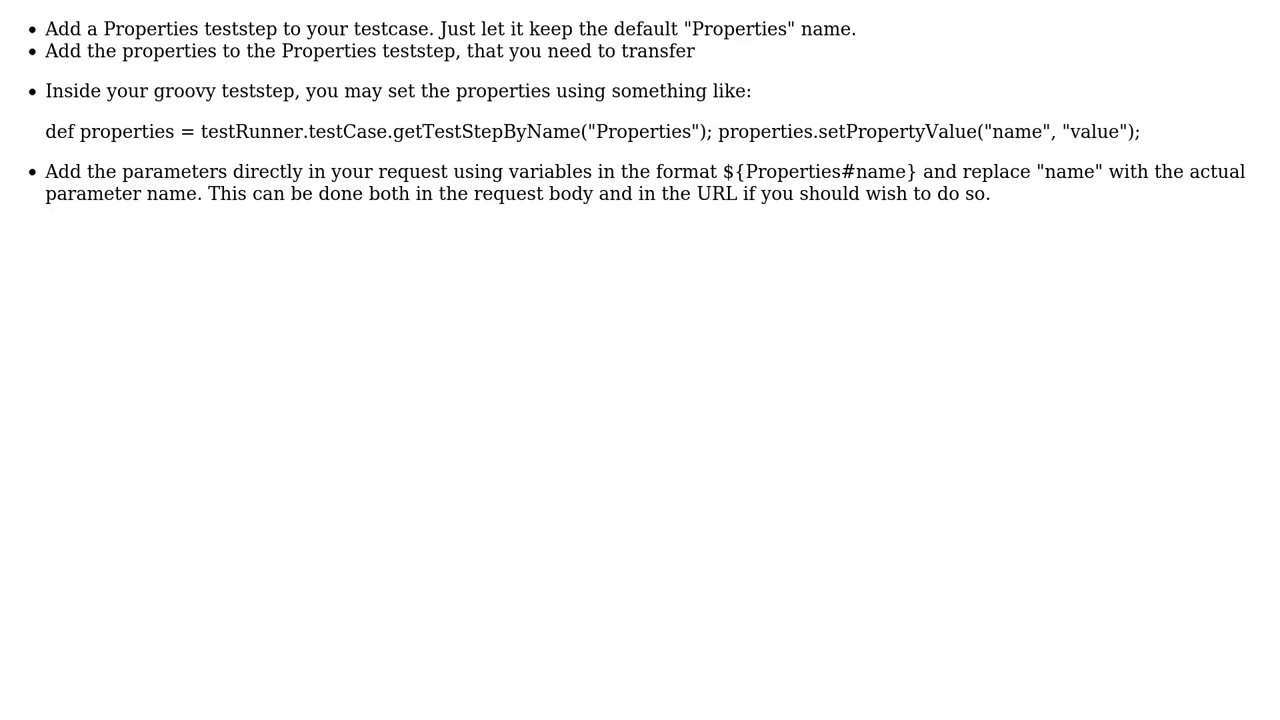 • Add a Properties teststep to your testcase. Just let it keep the default "Properties" name.
• Add the properties to the Properties teststep, that you need to transfer
• Inside your groovy teststep, you may set the properties using something like:
def properties = testRunner.testCase.getTestStepByName("Properties"); properties.setPropertyValue("name", "value");
• Add the parameters directly in your request using variables in the format ${Properties#name} and replace "name" with the actual
parameter name. This can be done both in the request body and in the URL if you should wish to do so.